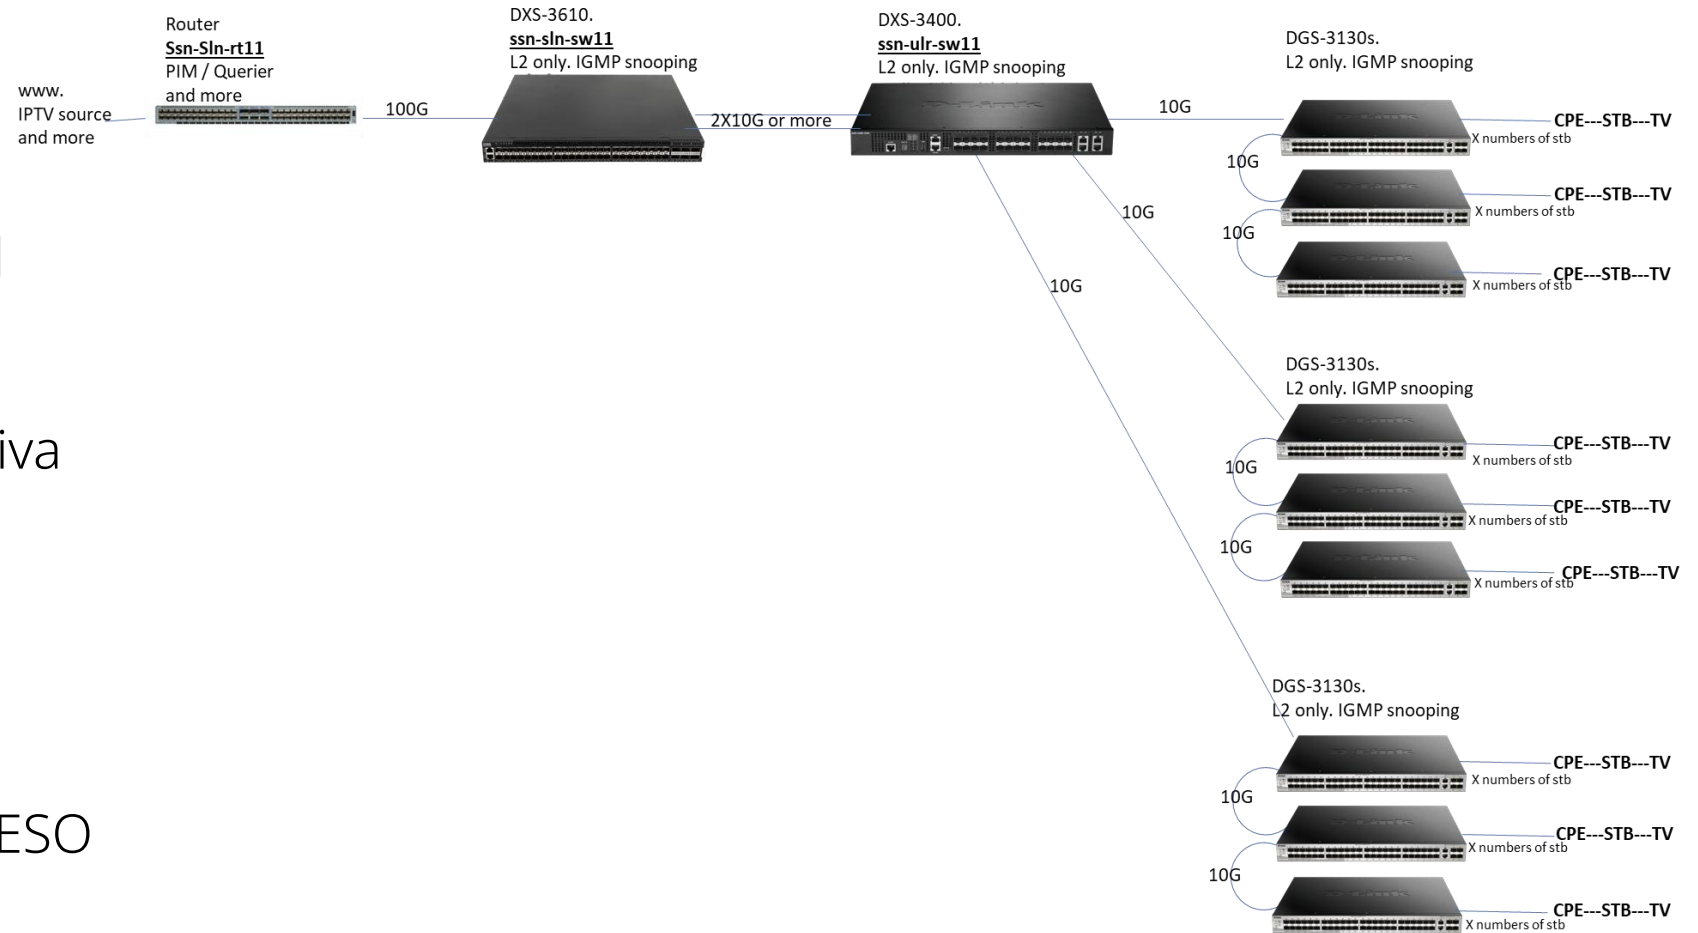 www.
IPTV source
and more
Router
Ssn-Sln-rt11
PIM / Querier
and more
100G
DXS-3610.
ssn-sln-sw11
L2 only. IGMP snooping
2X10G or more
DXS-3400.
ssn-ulr-sw11
L2 only. IGMP snooping
D-Link
10G
10G
10G
DGS-3130s.
L2 only. IGMP snooping
CPE---STB---TV
X numbers of stb
10G
CPE---STB---TV
X numbers of stb
10G
CPE---STB---TV
X numbers of stb
DGS-3130s.
L2 only. IGMP snooping
CPE---STB---TV
X numbers of stb
10G
CPE---STB---TV
X numbers of stb
10G
CPE---STB---TV
X numbers of stb
DGS-3130s.
L2 only. IGMP snooping
CPE---STB---TV
X numbers of stb
10G
CPE---STB---TV
X numbers of stb
10G
CPE---STB---TV
X numbers of stb
iva
ESO